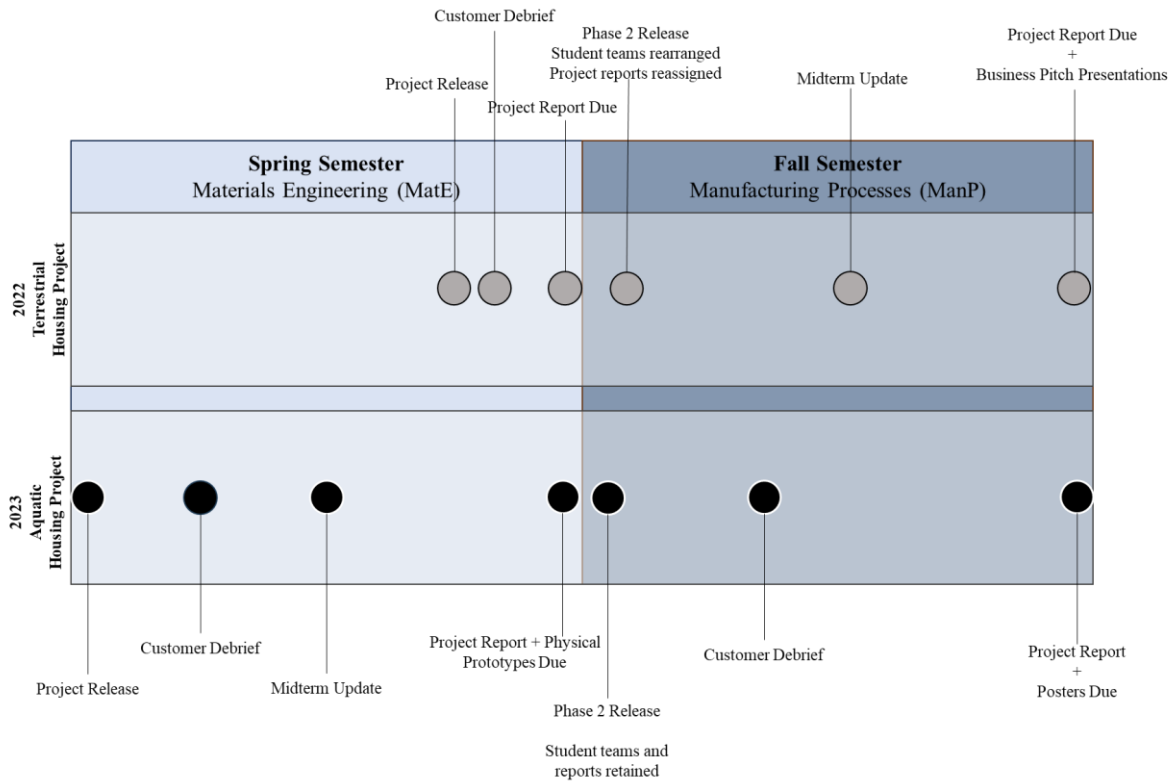 Customer Debrief
Phase 2 Release
Student teams rearranged
Project reports reassigned
Project Report Due
+
Business Pitch Presentations
Project Release
Midterm Update
Project Report Due
Spring Semester
Materials Engineering (MatE)
Fall Semester
Manufacturing Processes (ManP)
2022
Terrestrial
Housing Project
2023
Aquatic
Housing Project
Project Release
Customer Debrief
Midterm Update
Project Report + Physical
Prototypes Due
Phase 2 Release
Student teams and
reports retained
Customer Debrief
Project Report
+
Posters Due